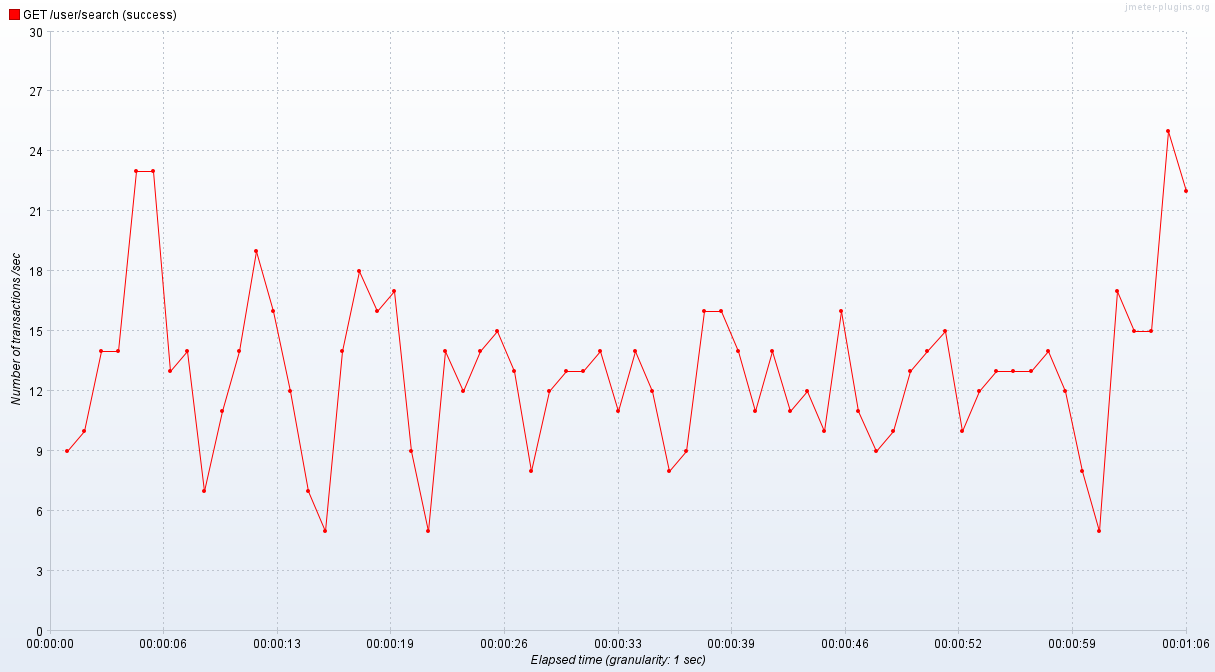 GET /user/search (success)
jmeter-plugins.org
30
27
24
21
18
15
12
9
6
3
0
Number of transactions /sec
00:00:00 00:00:06 00:00:13 00:00:19 00:00:26 00:00:33 00:00:39 00:00:46 00:00:52 00:00:59 00:01:06
Elapsed time (granularity: 1 sec)